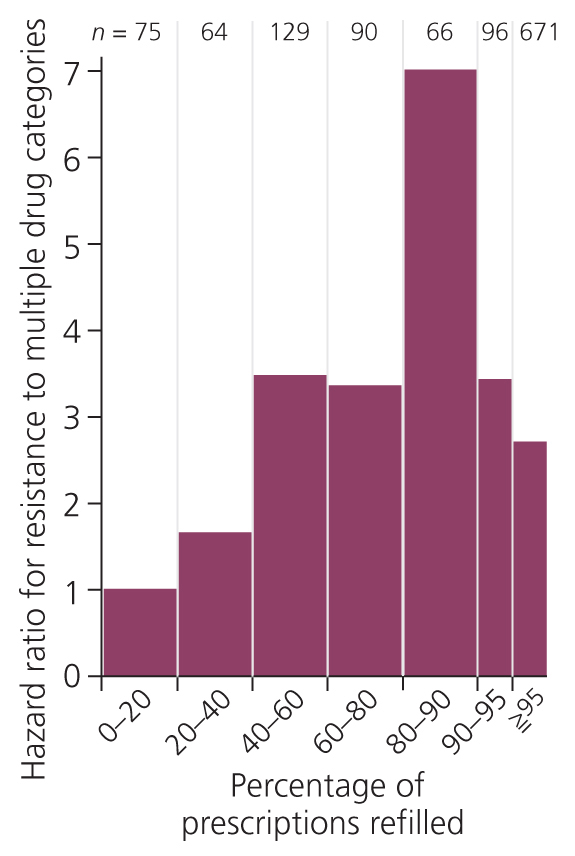 n = 75 64 129 90 66 96 671
Hazard ratio for resistance to multiple drug categories
7
6
5
4
3
2
1
0
0–20 20–40 40–60 60–80 80–90 90–95 ≥95
Percentage of
prescriptions refilled